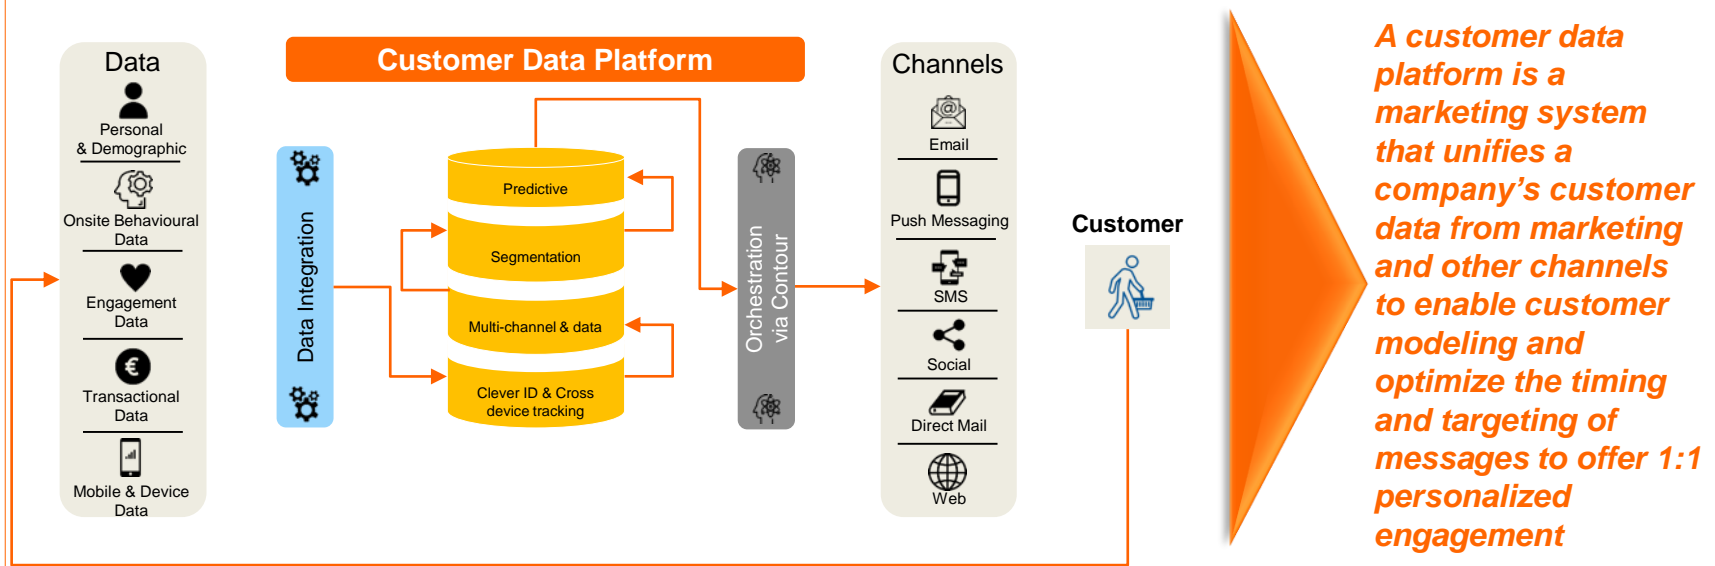 Data
Personal
& Demographic
Onsite Behavioural
Data
Engagement
Data
Transactional
Data
Mobile & Device
Data
Customer Data Platform
Data Integration
Predictive
Segmentation
Multi-channel & data
Clever ID & Cross
device tracking
Orchestration
via Contour
Channels
Email
Push Messaging
SMS
Social
Direct Mail
Web
Customer
A customer data
platform is a
marketing system
that unifies a
company’s customer
data from marketing
and other channels
to enable customer
modeling and
optimize the timing
and targeting of
messages to offer 1:1
personalized
engagement